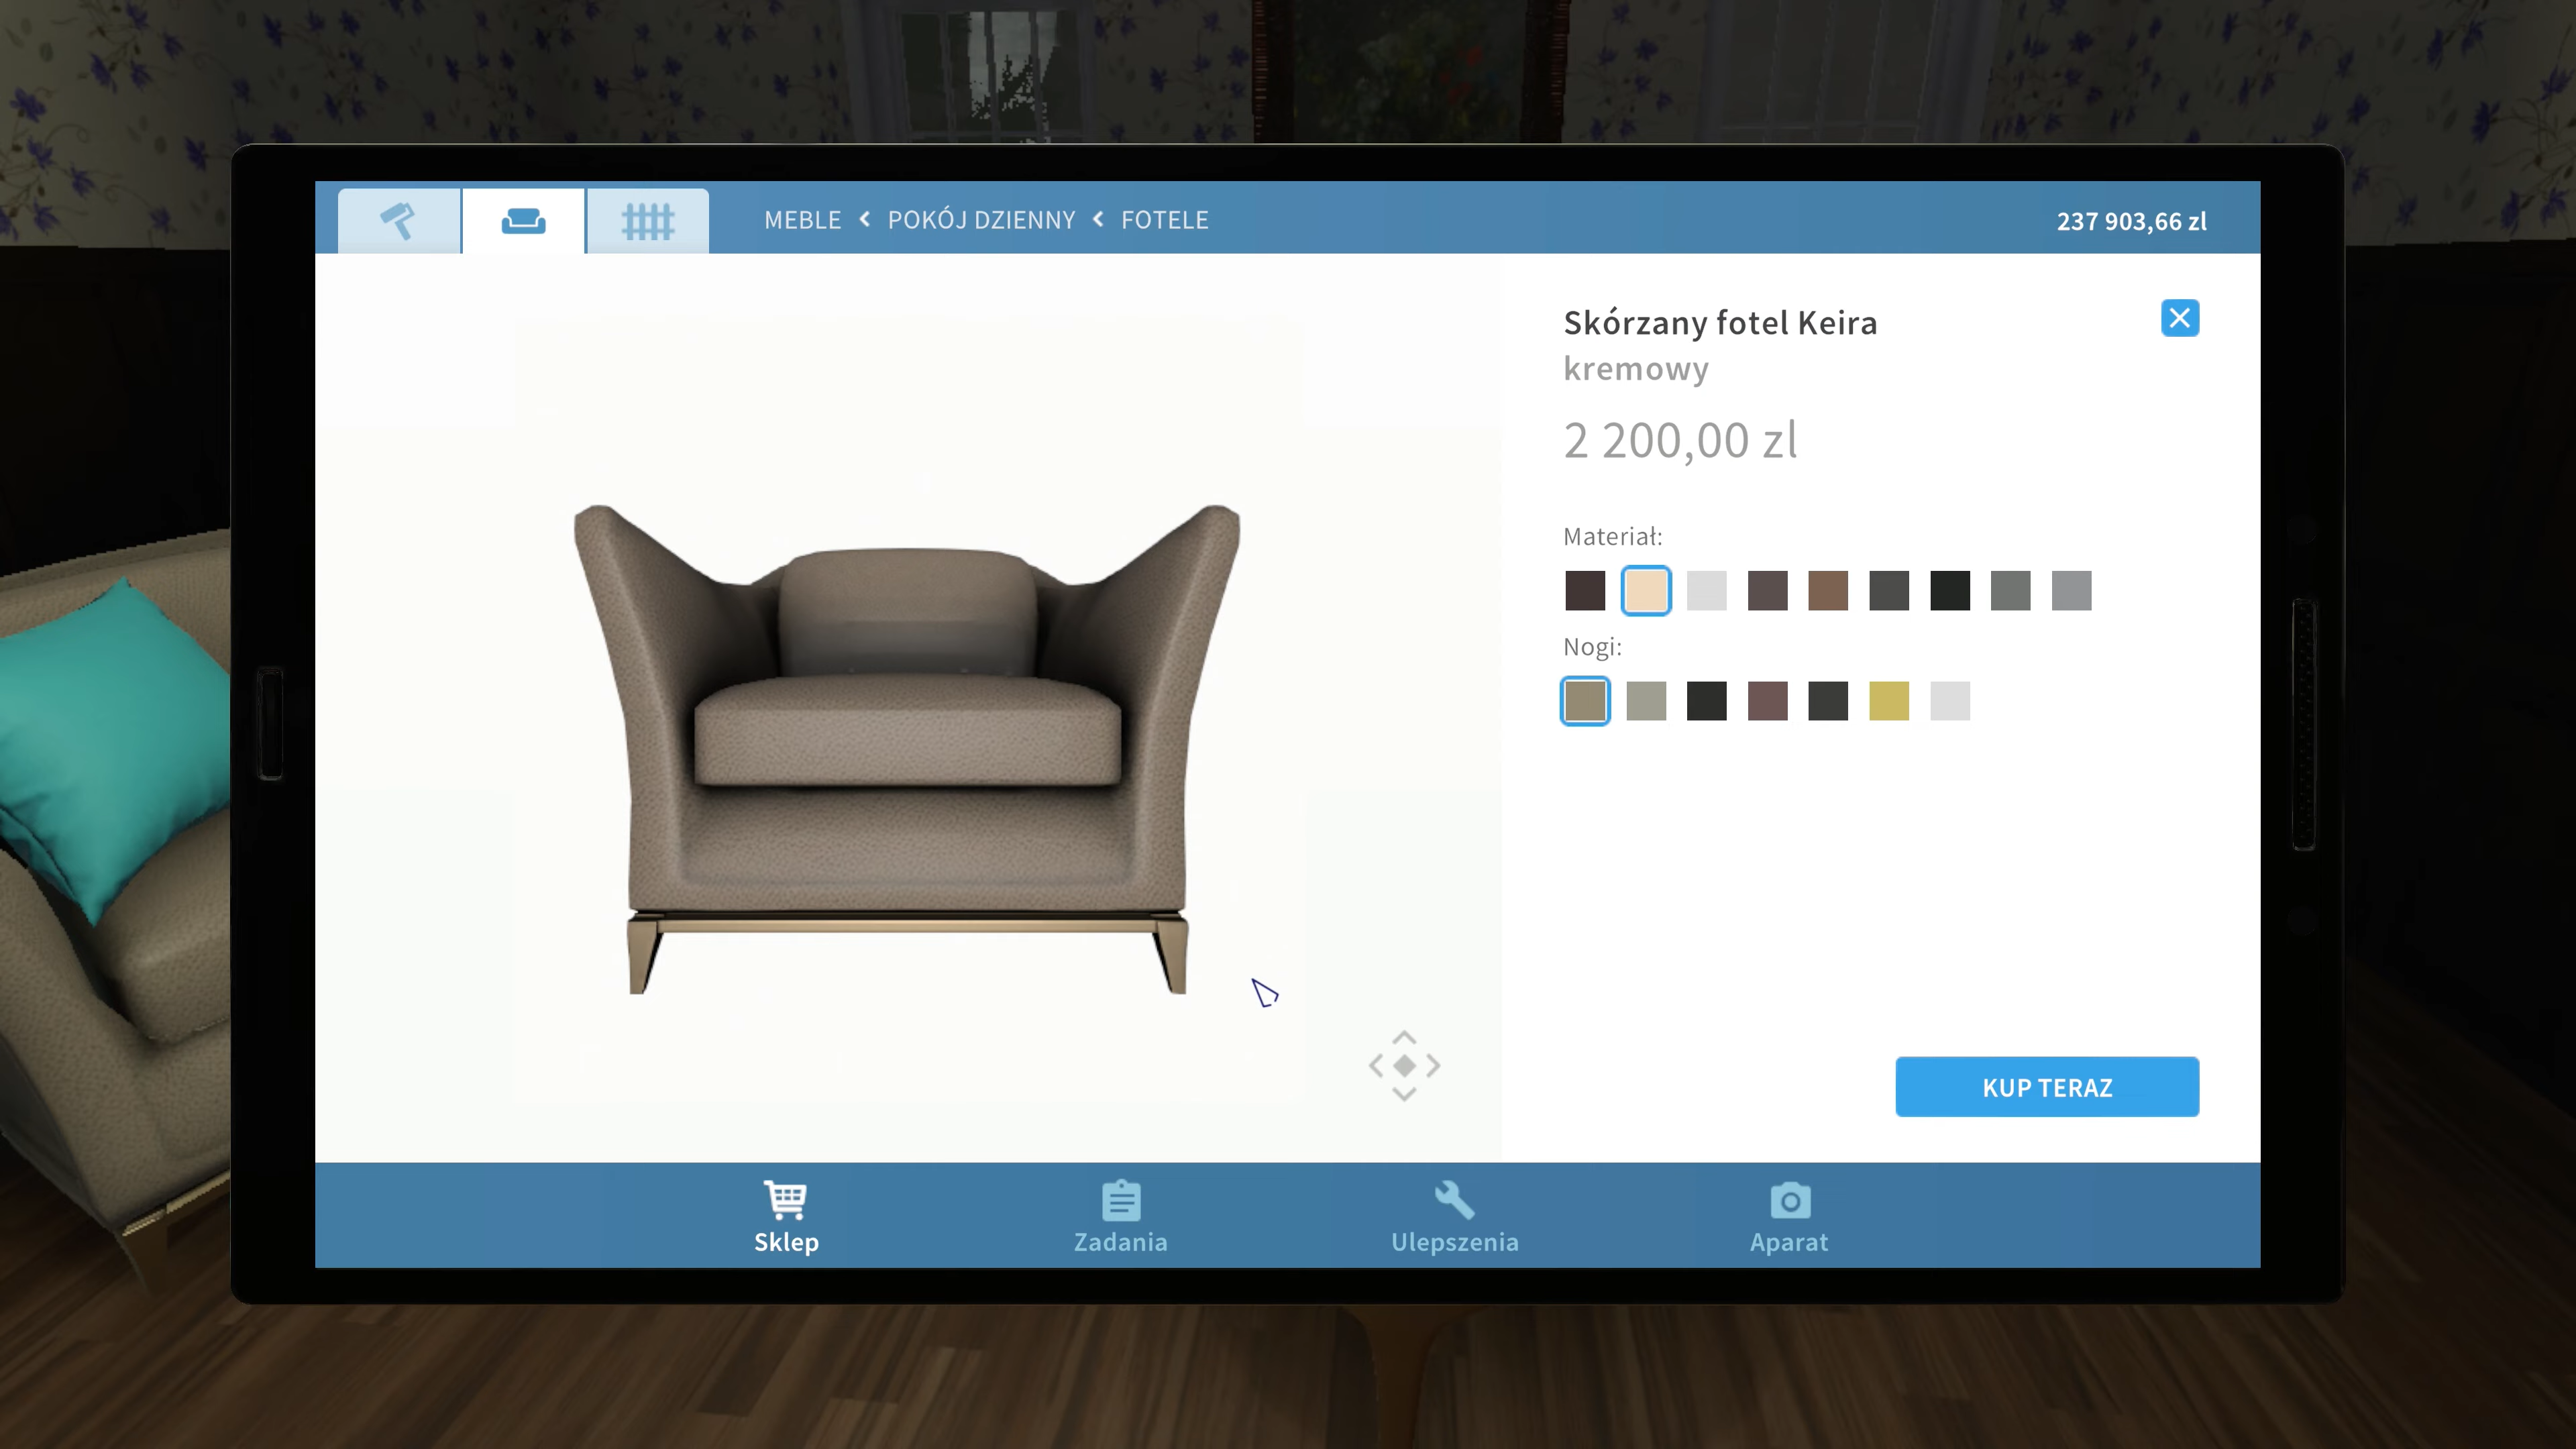 MEBLE < POKÓJ DZIENNY < FOTELE
237 903,66 zl
Skórzany fotel Keira
kremowy
2 200,00 zl
Materiał:
Nogi:
KUP TERAZ
Sklep
Zadania
Ulepszenia
Aparat